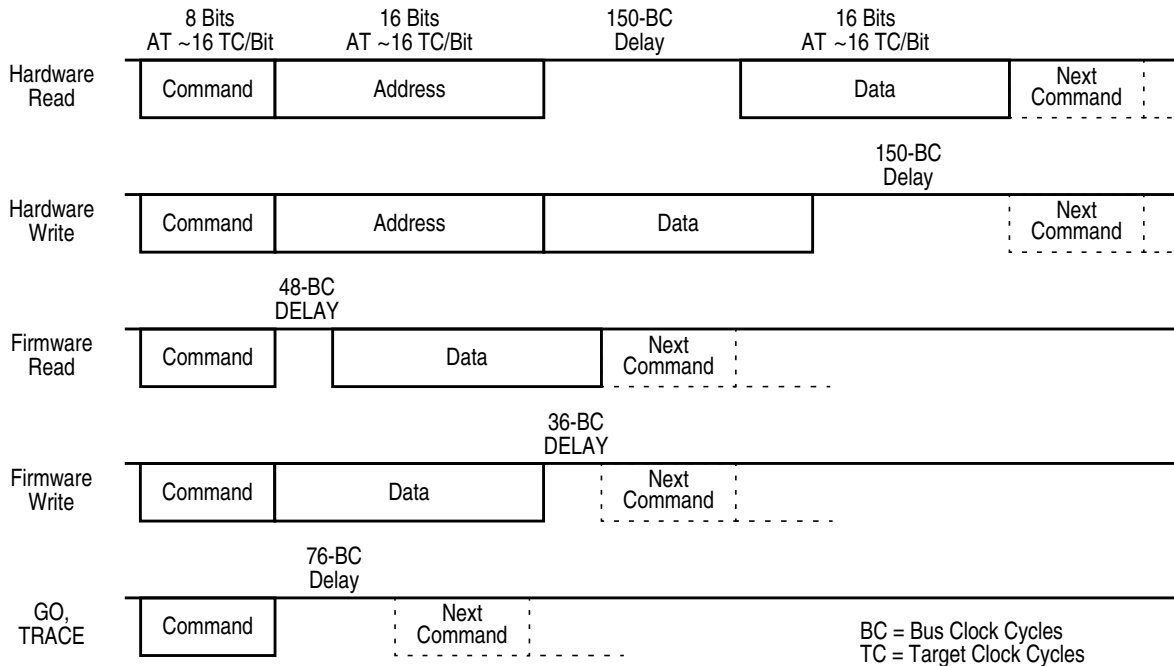 8 Bits
AT ~16 TC/Bit
16 Bits
AT ~16 TC/Bit
150-BC
Delay
16 Bits
AT ~16 TC/Bit
Hardware
Read
Command
Address
Data
Next
Command
150-BC
Delay
Hardware
Write
Command
Address
Data
Next
Command
48-BC
DELAY
Firmware
Read
Command
Data
Next
Command
36-BC
DELAY
Firmware
Write
Command
Data
Next
Command
76-BC
Delay
GO,
TRACE
Command
Next
Command
BC = Bus Clock Cycles
TC = Target Clock Cycles